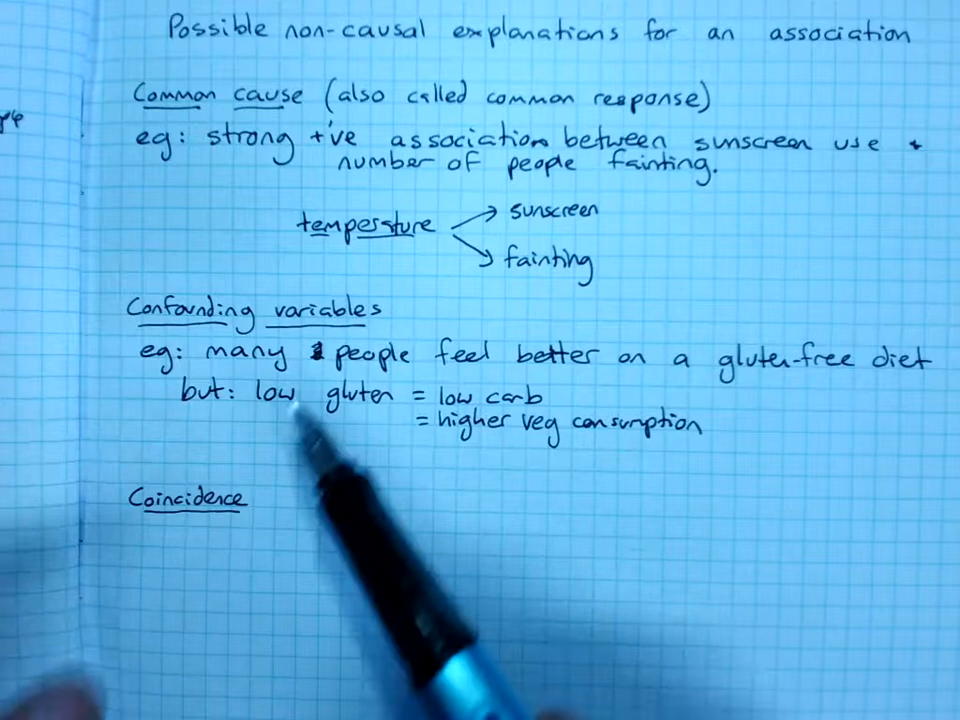 Possible non-causal explanations for an association
Common cause (also called common response)
eg: strong +'ve association between sunscreen use +
number of people fainting.
temperature → sunscreen
→ fainting
Confounding variables
eg: many people feel better on a gluten-free diet
but: low gluten = low carb
= higher veg consumption
Coincidence